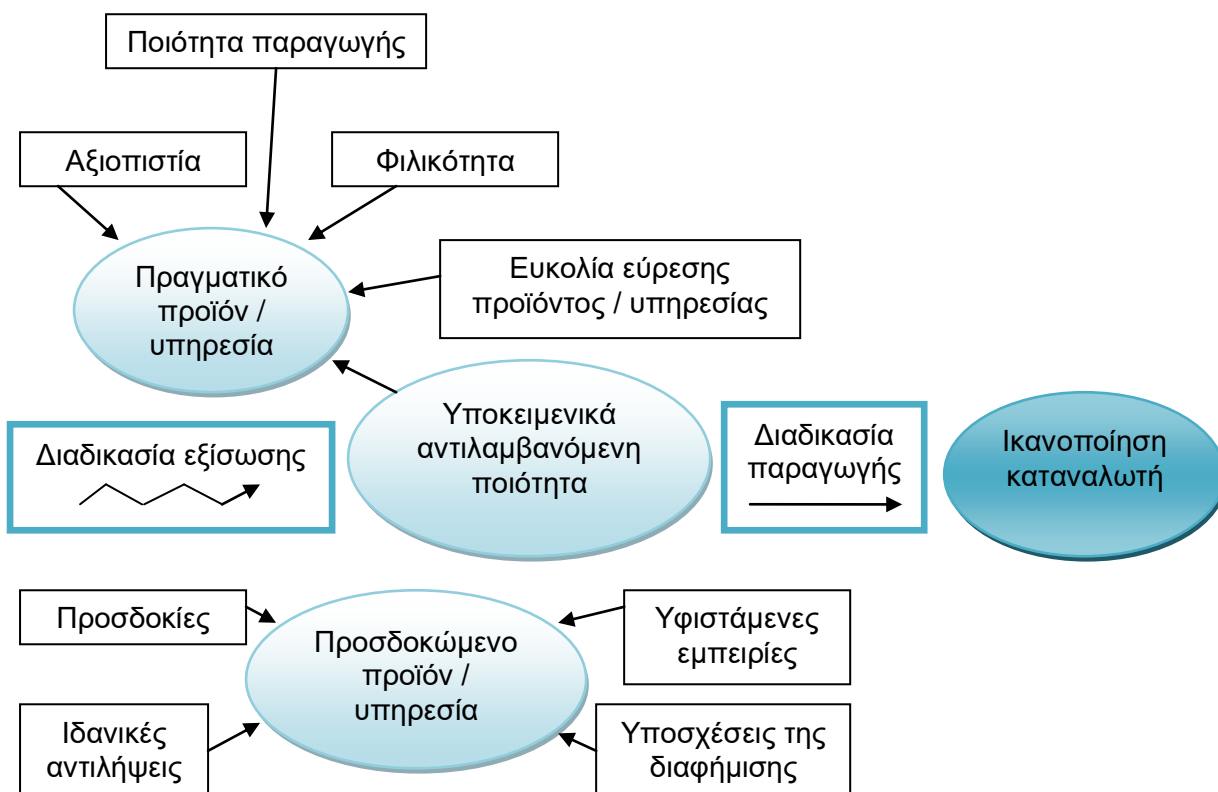 Ποιότητα παραγωγής
Αξιοπιστία
Φιλικότητα
Πραγματικό
προϊόν /
υπηρεσία
Ευκολία εύρεσης
προϊόντος / υπηρεσίας
Διαδικασία εξίσωσης
Υποκειμενικά
αντιλαμβανόμενη
ποιότητα
Διαδικασία
παραγωγής
Ικανοποίηση
καταναλωτή
Προσδοκίες
Προσδοκώμενο
προϊόν /
υπηρεσία
Υφιστάμενες
εμπειρίες
Ιδανικές
αντιλήψεις
Υποσχέσεις της
διαφήμισης